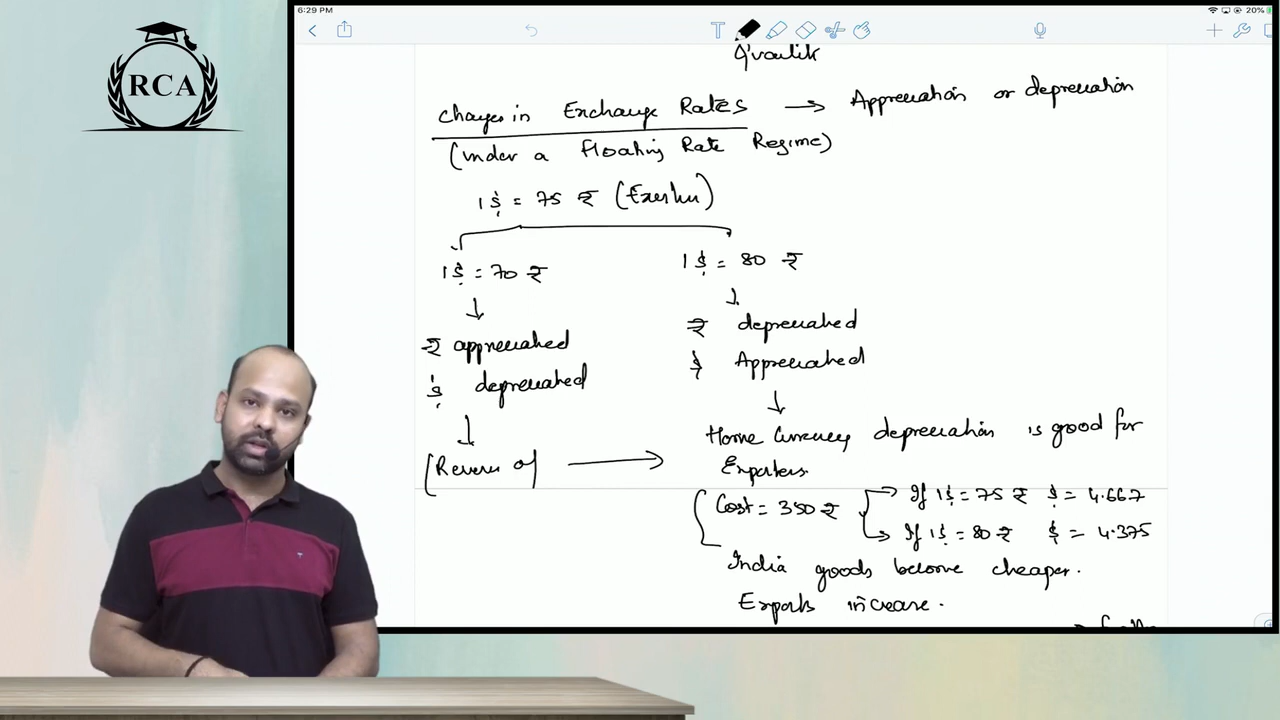 6:29 PM
20%
RCA
T
Changes in Exchange Rates → Appreciation or depreciation
(under a Floating Rate Regime)
1$ = 75 ₹
1$ = 70 ₹
1$ = 80 ₹
₹ appreciated
$ depreciated
₹ depreciated
$ Appreciated
Home Currency depreciation is good for
Exporters.
(Reverse of →
Cost = 350 ₹
If 1$ = 75 ₹ $ = 4.667
If 1$ = 80 ₹ $ = 4.375
India goods become cheaper.
Exports increase.